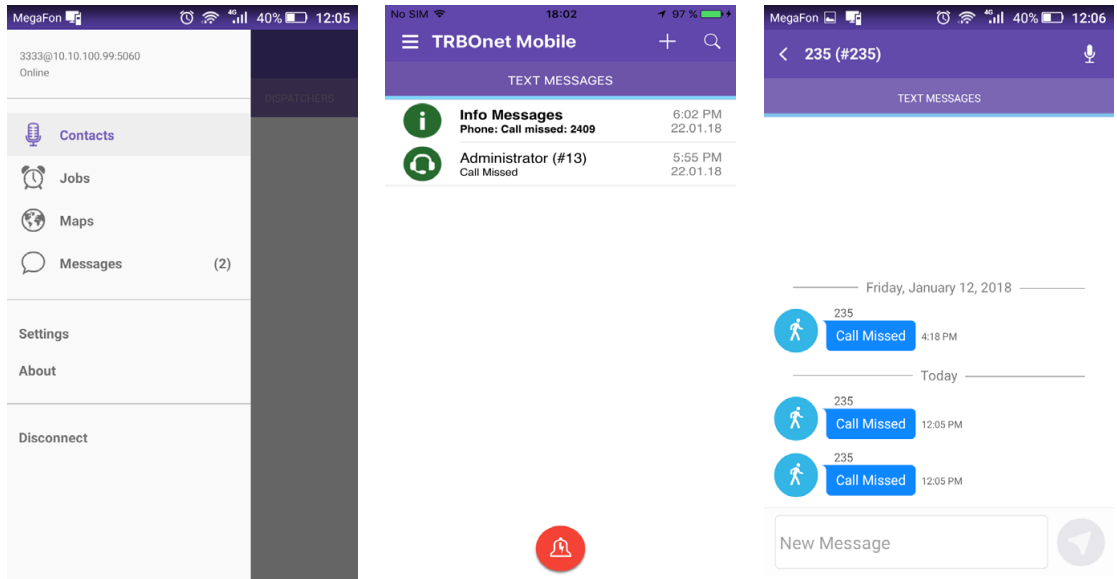 MegaFon 4G 40% 12:05
3333@10.10.100.99:5060
Online
DISPATCHERS
Contacts
Jobs
Maps
Messages (2)
Settings
About
Disconnect
No SIM 18:02 97 %
TRBOnet Mobile
TEXT MESSAGES
Info Messages 6:02 PM
Phone: Call missed: 2409 22.01.18
Administrator (#13) 5:55 PM
Call Missed 22.01.18
MegaFon 4G 40% 12:06
235 (#235)
TEXT MESSAGES
Friday, January 12, 2018
235
Call Missed 4:18 PM
Today
235
Call Missed 12:05 PM
235
Call Missed 12:05 PM
New Message